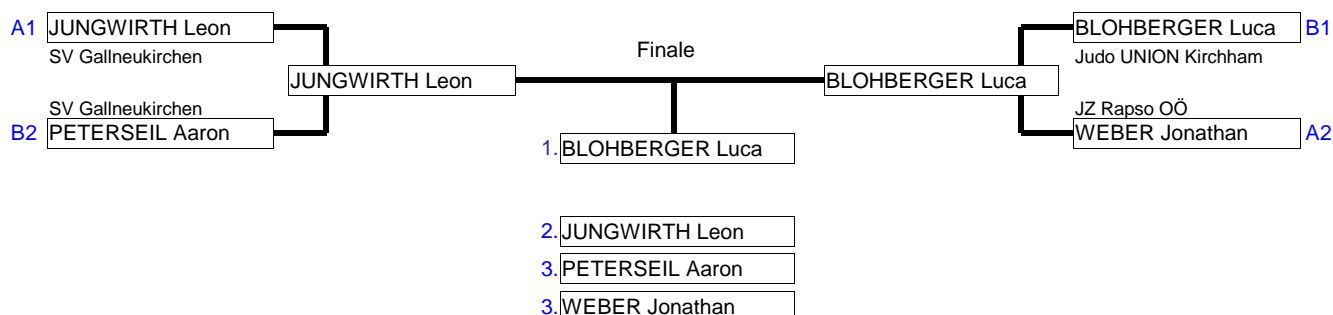 A1 JUNGWIRTH Leon
SV Gallneukirchen
JUNGWIRTH Leon
SV Gallneukirchen
B2 PETERSEIL Aaron
Finale
1. BLOHBERGER Luca
BLOHBERGER Luca B1
Judo UNION Kirchham
BLOHBERGER Luca
JZ Rapso OÖ
WEBER Jonathan A2
2. JUNGWIRTH Leon
3. PETERSEIL Aaron
3. WEBER Jonathan